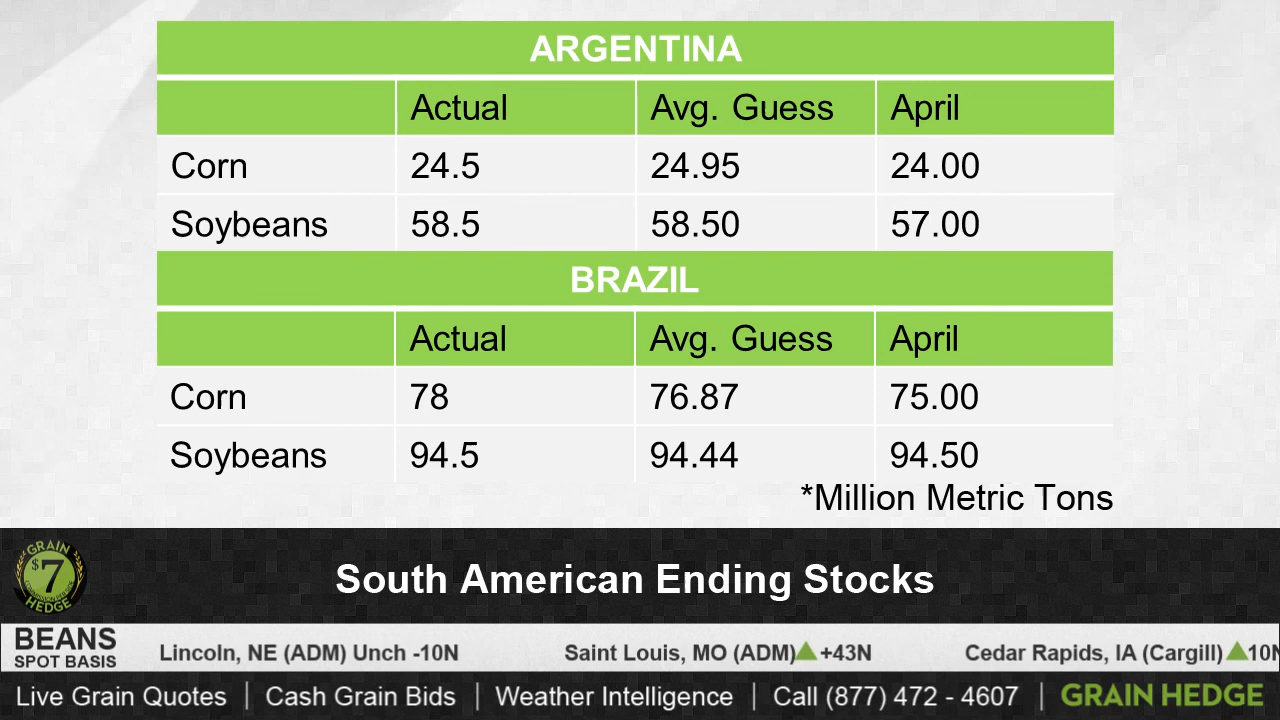 ARGENTINA
Actual Avg. Guess April
Corn 24.5 24.95 24.00
Soybeans 58.5 58.50 57.00
BRAZIL
Actual Avg. Guess April
Corn 78 76.87 75.00
Soybeans 94.5 94.44 94.50
*Million Metric Tons
GRAIN
$7
HEDGE
South American Ending Stocks
BEANS
SPOT BASIS
Lincoln, NE (ADM) Unch -10N Saint Louis, MO (ADM)▲+43N Cedar Rapids, IA (Cargill)▲10N
Live Grain Quotes | Cash Grain Bids | Weather Intelligence | Call (877) 472 - 4607 | GRAIN HEDGE